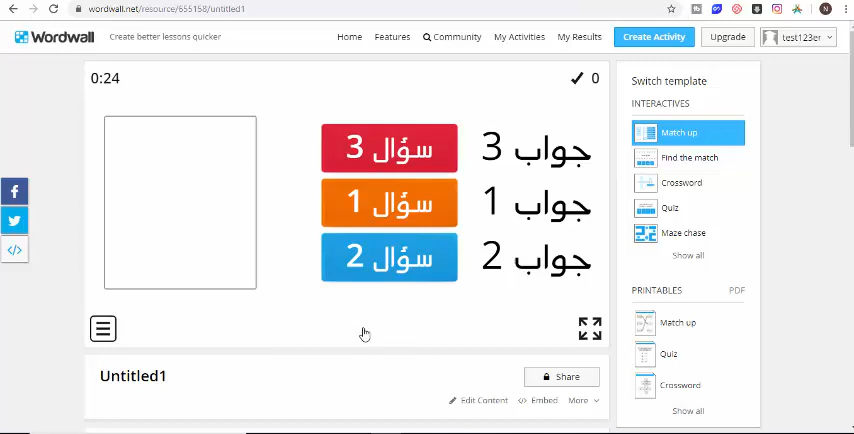 wordwall.net/resource/655158/untitled1
N
Wordwall
Create better lessons quicker
Home
Features
Community
My Activities
My Results
Create Activity
Upgrade
test123er
0:24
0
سؤال 3
جواب 3
سؤال 1
جواب 1
سؤال 2
جواب 2
Untitled1
Share
Edit Content
Embed
More
Switch template
INTERACTIVES
Match up
Find the match
Crossword
Quiz
Maze chase
Show all
PRINTABLES
PDF
Match up
Quiz
Crossword
Show all